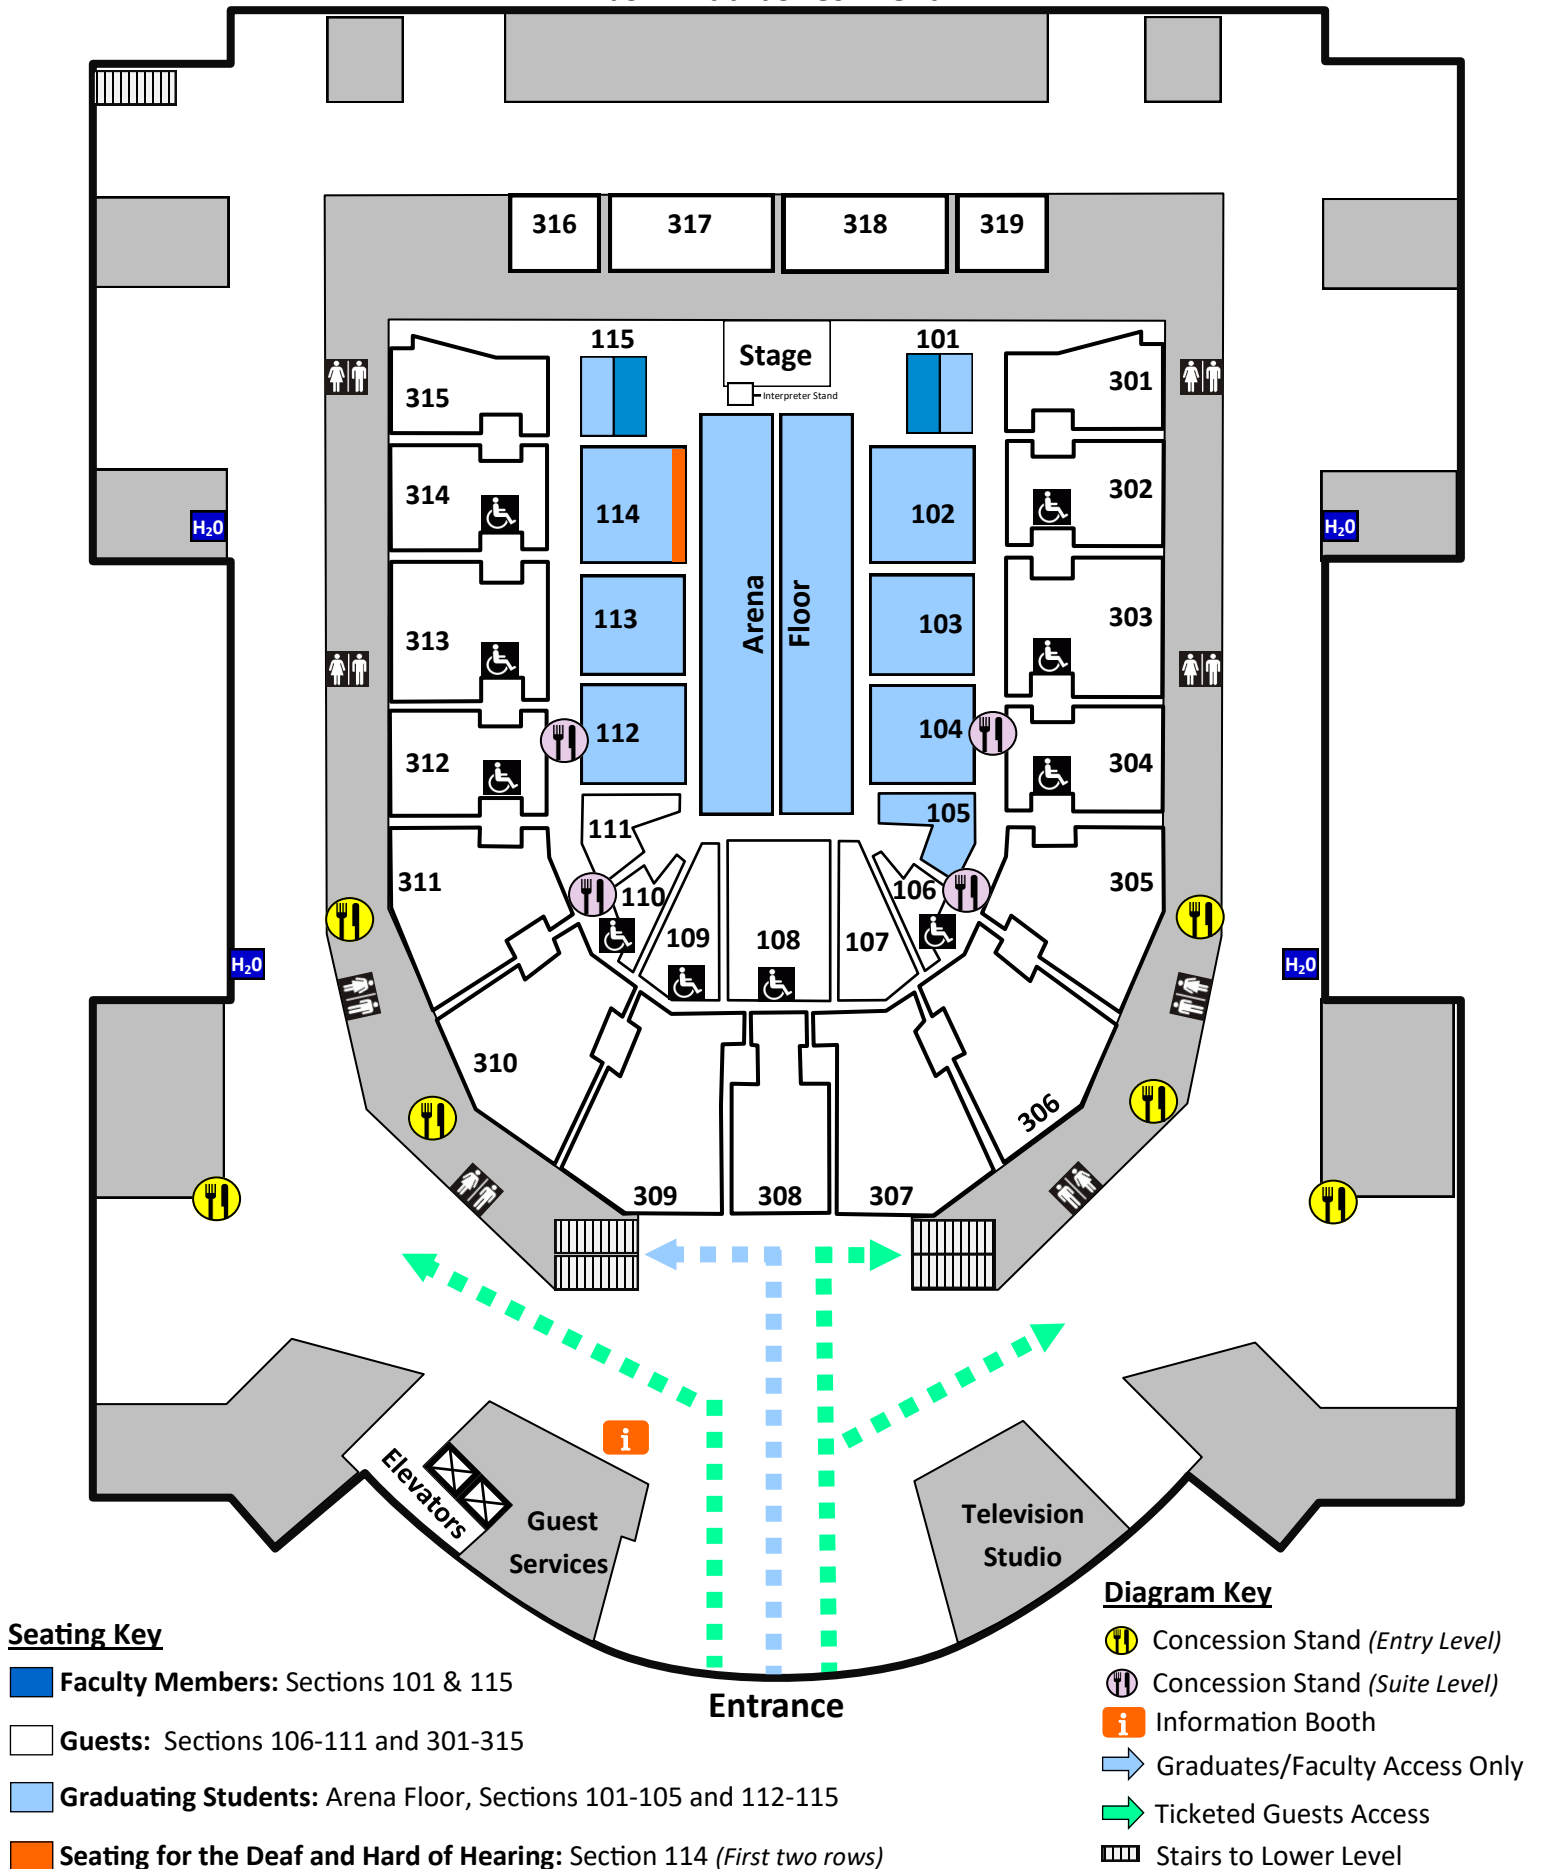 316 317 318 319
115 Stage 101
Interpreter Stand
315 301
314 114 102 302
H₂0 H₂0
Arena Floor
313 113 103 303
312 112 104 304
111 105
311 110 106 305
109 108 107
H₂0 H₂0
310 306
309 308 307
i
Elevators
Guest
Services
Television
Studio
Entrance
Seating Key
Faculty Members: Sections 101 & 115
Guests: Sections 106-111 and 301-315
Graduating Students: Arena Floor, Sections 101-105 and 112-115
Seating for the Deaf and Hard of Hearing: Section 114 (First two rows)
Diagram Key
Concession Stand (Entry Level)
Concession Stand (Suite Level)
i Information Booth
Graduates/Faculty Access Only
Ticketed Guests Access
Stairs to Lower Level